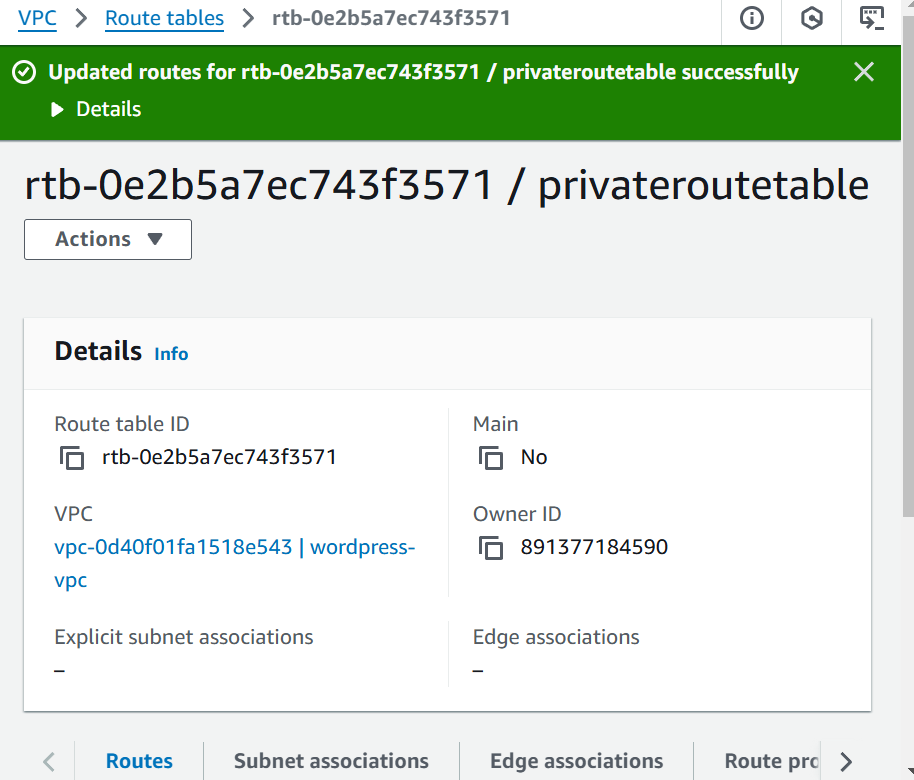 VPC > Route tables > rtb-0e2b5a7ec743f3571
Updated routes for rtb-0e2b5a7ec743f3571 / privateroutetable successfully
Details
rtb-0e2b5a7ec743f3571 / privateroutetable
Actions
Details Info
Route table ID
rtb-0e2b5a7ec743f3571
Main
No
VPC
vpc-0d40f01fa1518e543 | wordpress-
vpc
Owner ID
891377184590
Explicit subnet associations
–
Edge associations
–
Routes Subnet associations Edge associations Route pro